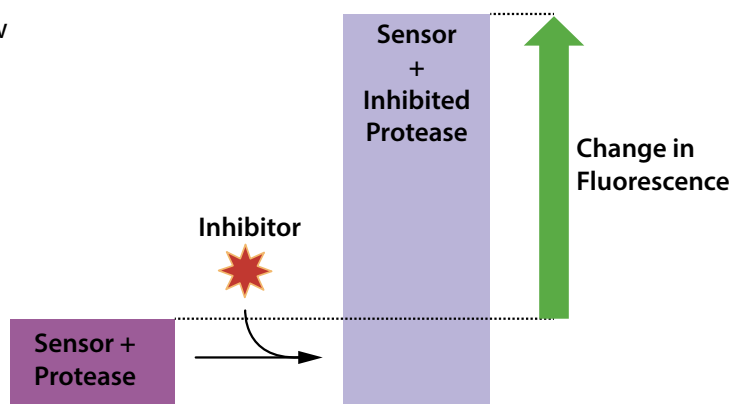 Sensor
+
Inhibited
Protease
Change in
Fluorescence
Inhibitor
Sensor +
Protease